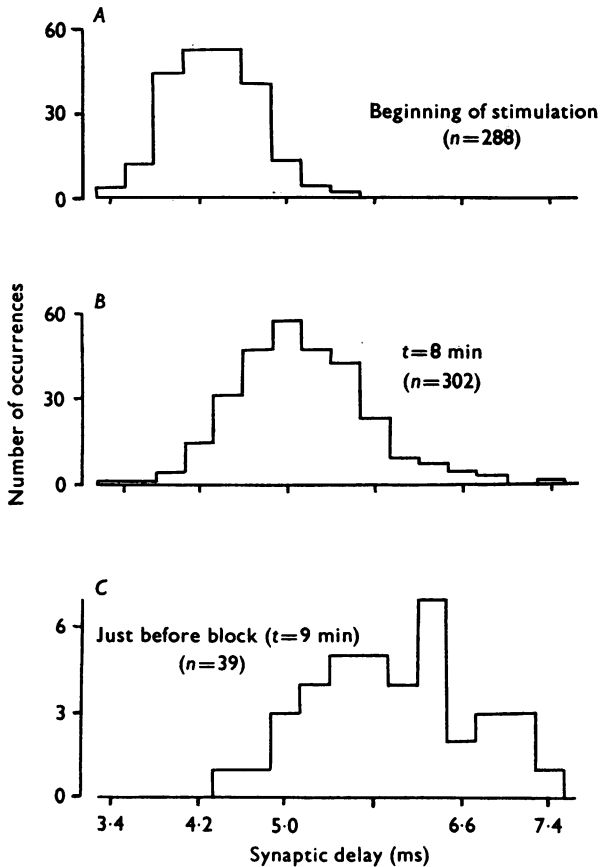 A
60
30
0
Beginning of stimulation
(n=288)
Number of occurrences
B
60
30
0
t=8 min
(n=302)
C
6
3
0
Just before block (t=9 min)
(n=39)
3·4 4·2 5·0 6·6 7·4
Synaptic delay (ms)